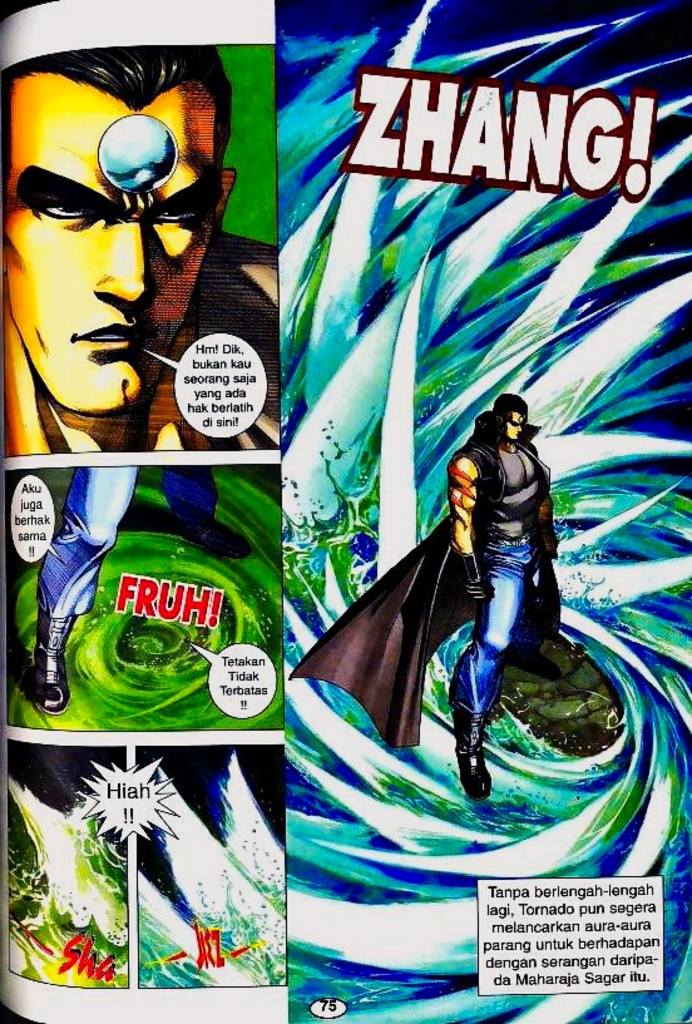 Hm! Dik,
bukan kau
seorang saja
yang ada
hak berlatih
di sini!
Aku
juga
berhak
sama
!!
FRUH!
Tetakan
Tidak
Terbatas
!!
Hiah
!!
Sha
ZHANG!
Tanpa berlengah-lengah
lagi, Tornado pun segera
melancarkan aura-aura
parang untuk berhadapan
dengan serangan daripa-
da Maharaja Sagar itu.
75